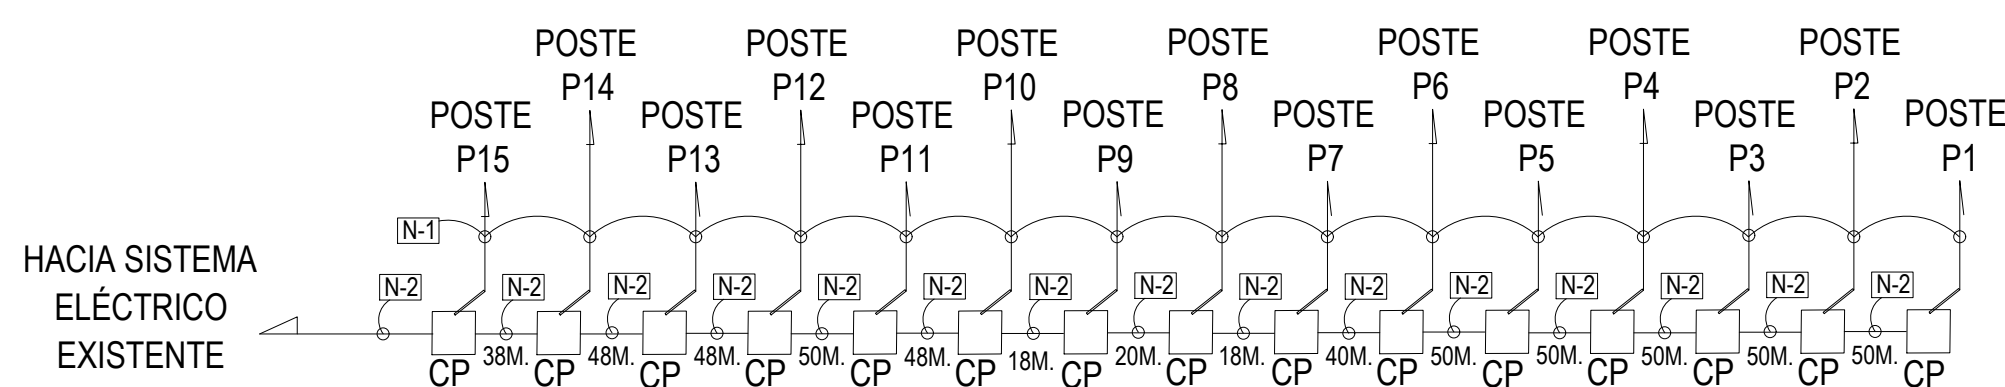 POSTE POSTE POSTE POSTE POSTE POSTE POSTE
P14 P12 P10 P8 P6 P4 P2
POSTE POSTE POSTE POSTE POSTE POSTE POSTE POSTE
P15 P13 P11 P9 P7 P5 P3 P1
N-1
HACIA SISTEMA
ELÉCTRICO
EXISTENTE
N-2 N-2 N-2 N-2 N-2 N-2 N-2 N-2 N-2 N-2 N-2 N-2 N-2 N-2 N-2
CP 38M. CP 48M. CP 48M. CP 50M. CP 48M. CP 18M. CP 20M. CP 18M. CP 40M. CP 50M. CP 50M. CP 50M. CP 50M. CP 50M. CP